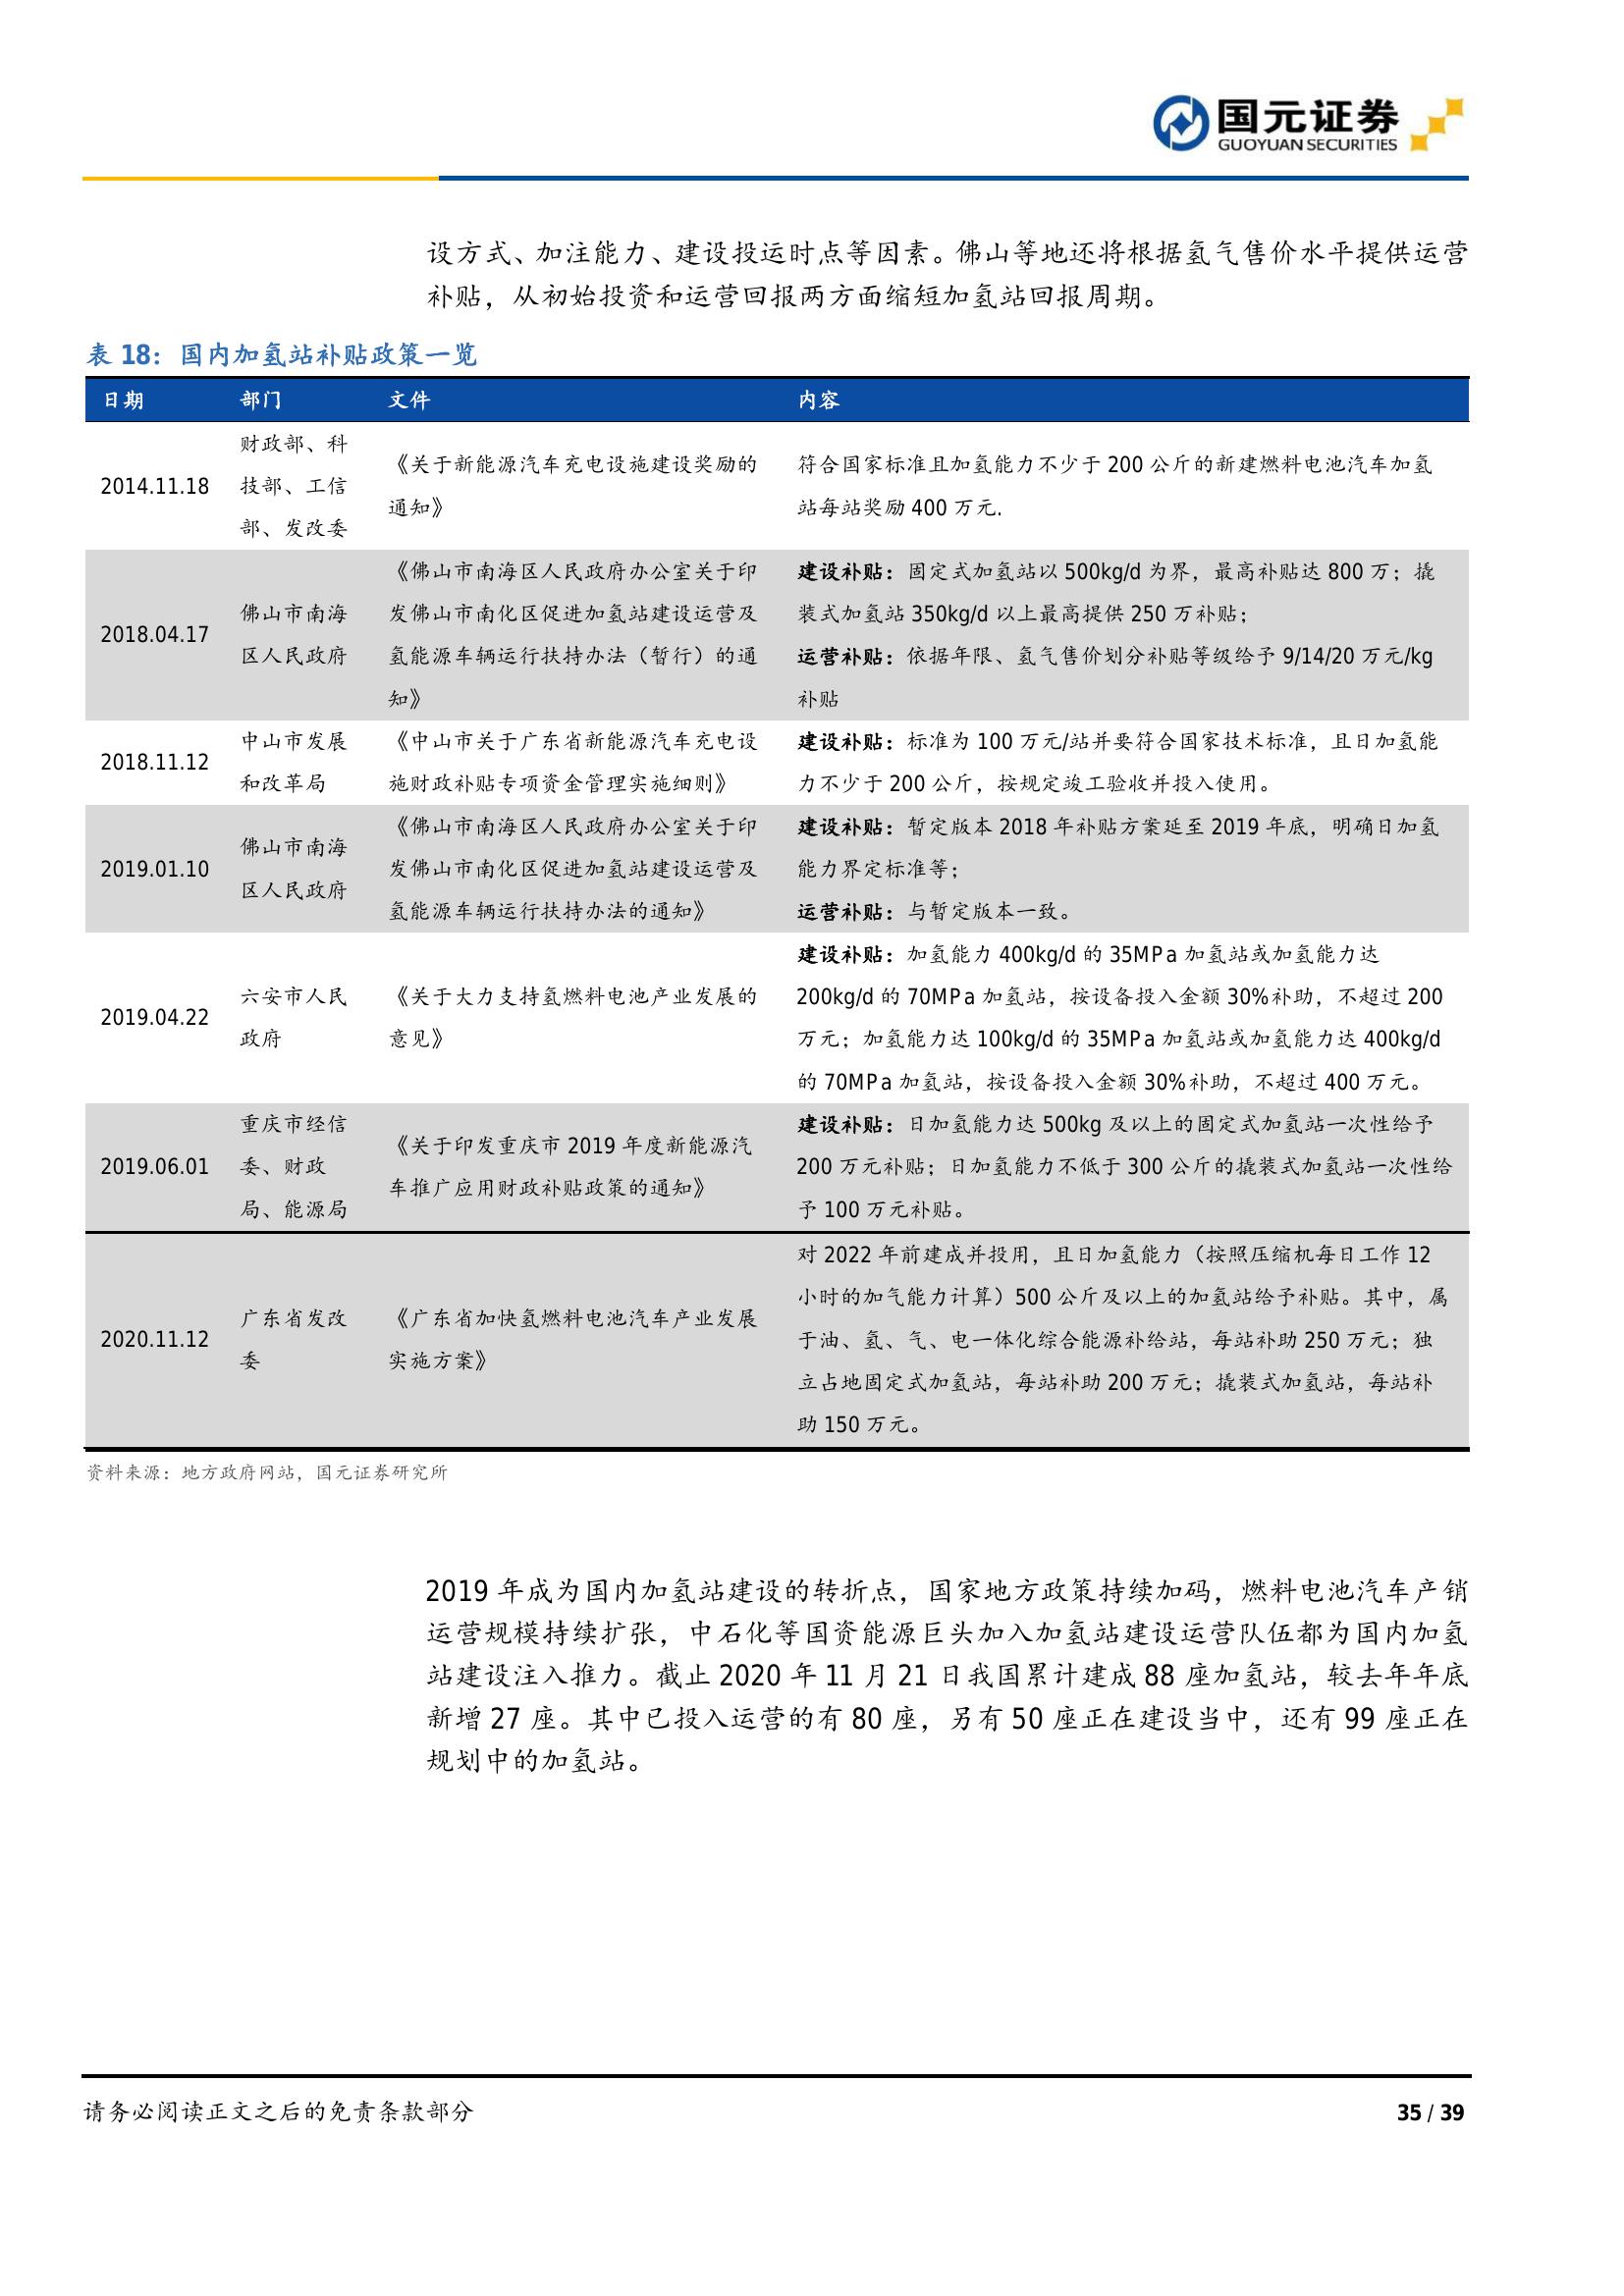 国元证券
GUOYUAN SECURITIES
设方式、加注能力、建设投运时点等因素。佛山等地还将根据氢气售价水平提供运营
补贴，从初始投资和运营回报两方面缩短加氢站回报周期。
表 18：国内加氢站补贴政策一览
日期 部门 文件 内容
2014.11.18
财政部、科
技部、工信
部、发改委
《关于新能源汽车充电设施建设奖励的
通知》
符合国家标准且加氢能力不少于 200 公斤的新建燃料电池汽车加氢
站每站奖励 400 万元.
2018.04.17
佛山市南海
区人民政府
《佛山市南海区人民政府办公室关于印
发佛山市南化区促进加氢站建设运营及
氢能源车辆运行扶持办法（暂行）的通
知》
建设补贴：固定式加氢站以 500kg/d 为界，最高补贴达 800 万；撬
装式加氢站 350kg/d 以上最高提供 250 万补贴；
运营补贴：依据年限、氢气售价划分补贴等级给予 9/14/20 万元/kg
补贴
2018.11.12
中山市发展
和改革局
《中山市关于广东省新能源汽车充电设
施财政补贴专项资金管理实施细则》
建设补贴：标准为 100 万元/站并要符合国家技术标准，且日加氢能
力不少于 200 公斤，按规定竣工验收并投入使用。
2019.01.10
佛山市南海
区人民政府
《佛山市南海区人民政府办公室关于印
发佛山市南化区促进加氢站建设运营及
氢能源车辆运行扶持办法的通知》
建设补贴：暂定版本 2018 年补贴方案延至 2019 年底，明确日加氢
能力界定标准等；
运营补贴：与暂定版本一致。
2019.04.22
六安市人民
政府
《关于大力支持氢燃料电池产业发展的
意见》
建设补贴：加氢能力 400kg/d 的 35MPa 加氢站或加氢能力达
200kg/d 的 70MPa 加氢站，按设备投入金额 30%补助，不超过 200
万元；加氢能力达 100kg/d 的 35MPa 加氢站或加氢能力达 400kg/d
的 70MPa 加氢站，按设备投入金额 30%补助，不超过 400 万元。
2019.06.01
重庆市经信
委、财政
局、能源局
《关于印发重庆市 2019 年度新能源汽
车推广应用财政补贴政策的通知》
建设补贴：日加氢能力达 500kg 及以上的固定式加氢站一次性给予
200 万元补贴；日加氢能力不低于 300 公斤的撬装式加氢站一次性给
予 100 万元补贴。
2020.11.12
广东省发改
委
《广东省加快氢燃料电池汽车产业发展
实施方案》
对 2022 年前建成并投用，且日加氢能力（按照压缩机每日工作 12
小时的加气能力计算）500 公斤及以上的加氢站给予补贴。其中，属
于油、氢、气、电一体化综合能源补给站，每站补助 250 万元；独
立占地固定式加氢站，每站补助 200 万元；撬装式加氢站，每站补
助 150 万元。
资料来源：地方政府网站，国元证券研究所
2019 年成为国内加氢站建设的转折点，国家地方政策持续加码，燃料电池汽车产销
运营规模持续扩张，中石化等国资能源巨头加入加氢站建设运营队伍都为国内加氢
站建设注入推力。截止 2020 年 11 月 21 日我国累计建成 88 座加氢站，较去年年底
新增 27 座。其中已投入运营的有 80 座，另有 50 座正在建设当中，还有 99 座正在
规划中的加氢站。
请务必阅读正文之后的免责条款部分
35 / 39